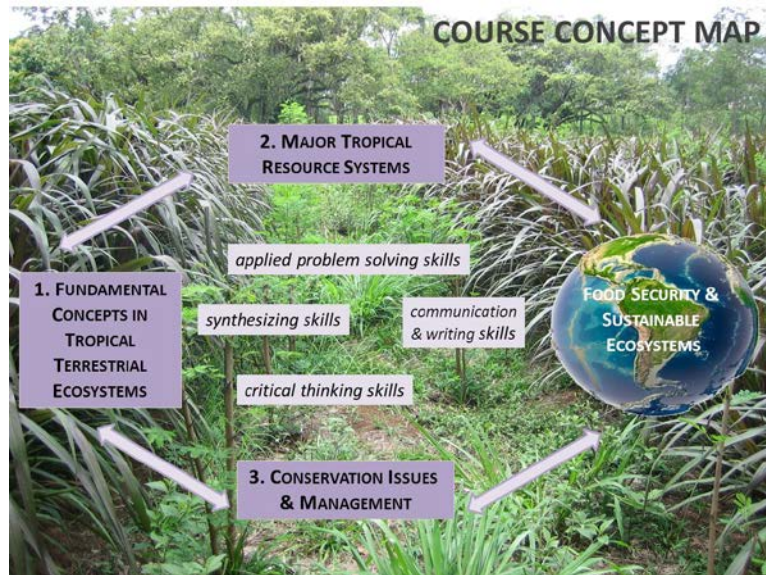 COURSE CONCEPT MAP
2. MAJOR TROPICAL
RESOURCE SYSTEMS
applied problem solving skills
1. FUNDAMENTAL
CONCEPTS IN
TROPICAL
TERRESTRIAL
ECOSYSTEMS
synthesizing skills
communication
& writing skills
FOOD SECURITY &
SUSTAINABLE
ECOSYSTEMS
critical thinking skills
3. CONSERVATION ISSUES
& MANAGEMENT